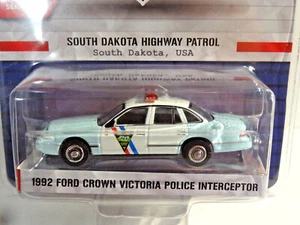 SOUTH DAKOTA HIGHWAY PATROL
South Dakota, USA
1992 FORD CROWN VICTORIA POLICE INTERCEPTOR